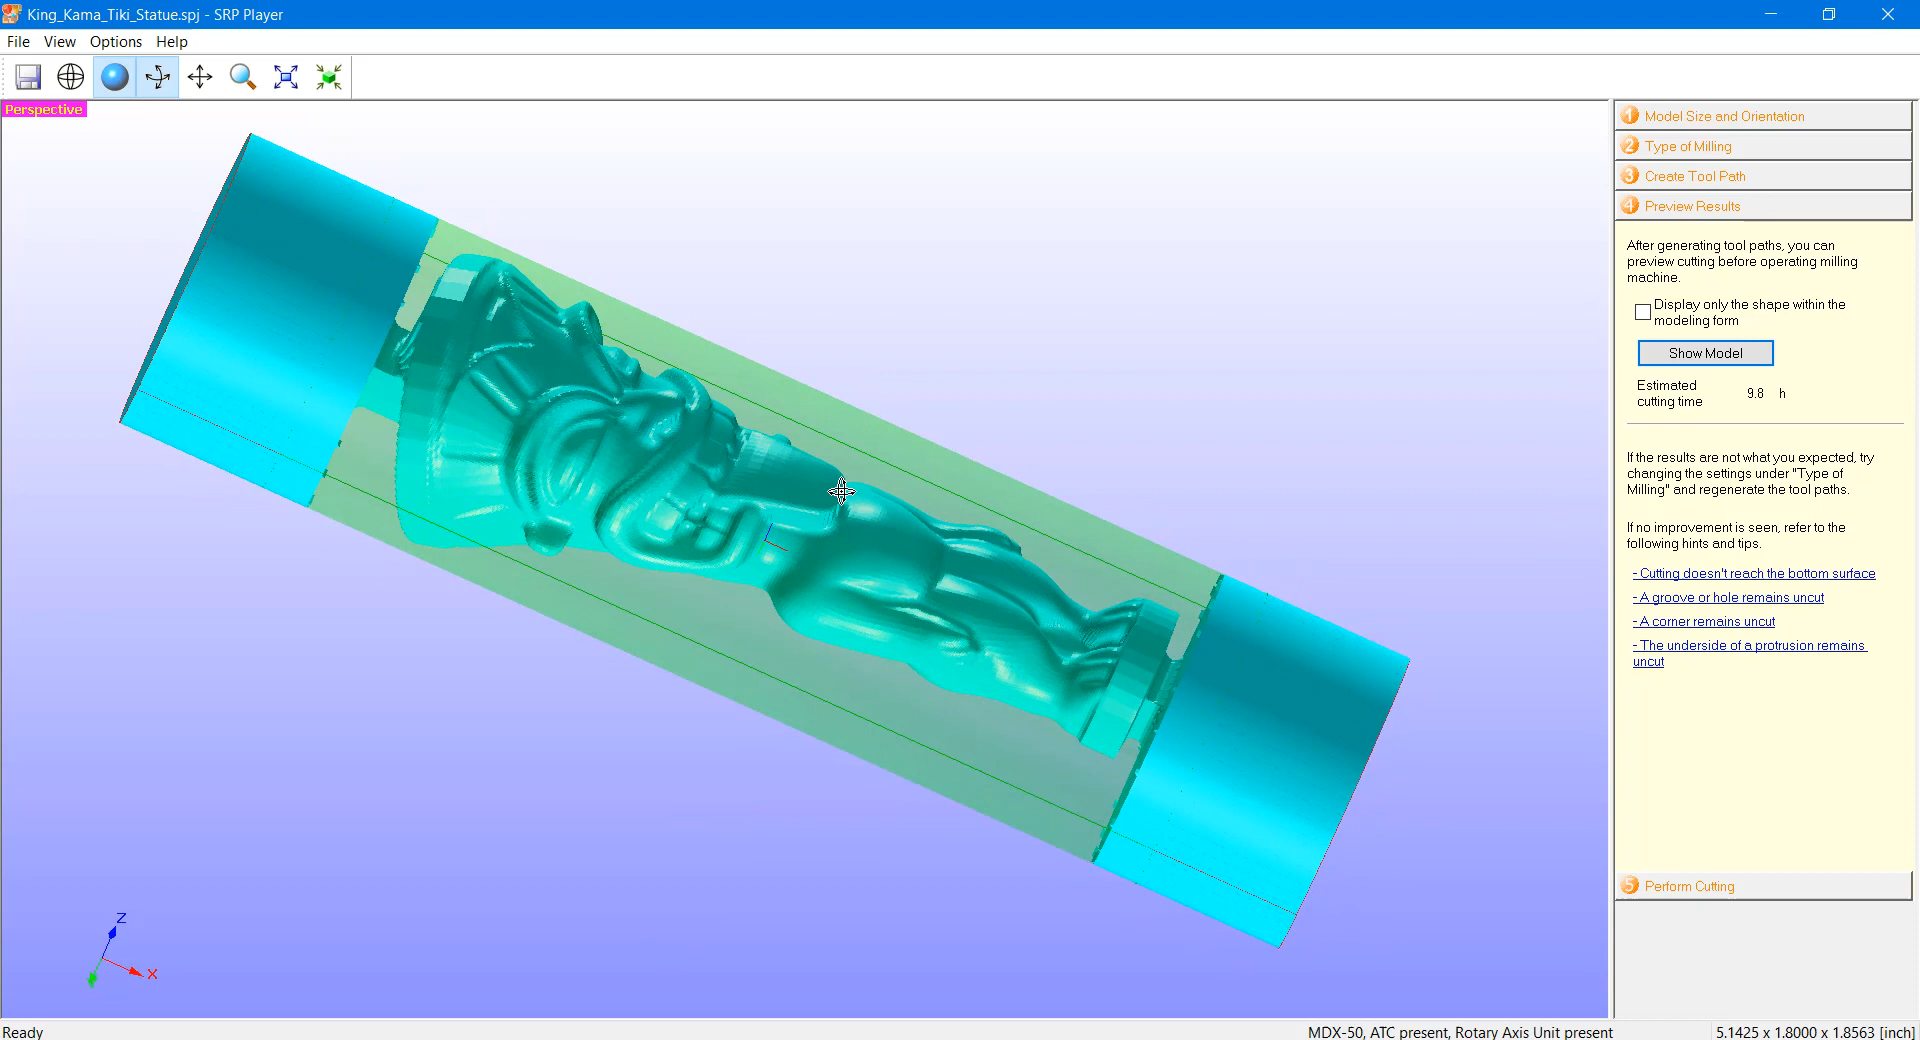 King_Kama_Tiki_Statue.spj - SRP Player
File View Options Help
Perspective
1 Model Size and Orientation
2 Type of Milling
3 Create Tool Path
4 Preview Results
After generating tool paths, you can
preview cutting before operating milling
machine.
Display only the shape within the
modeling form
Show Model
Estimated
cutting time 9.8 h
If the results are not what you expected, try
changing the settings under "Type of
Milling" and regenerate the tool paths.
If no improvement is seen, refer to the
following hints and tips.
- Cutting doesn't reach the bottom surface
- A groove or hole remains uncut
- A corner remains uncut
- The underside of a protrusion remains
uncut
5 Perform Cutting
Z
X
Ready
MDX-50, ATC present, Rotary Axis Unit present
5.1425 x 1.8000 x 1.8563 [inch]